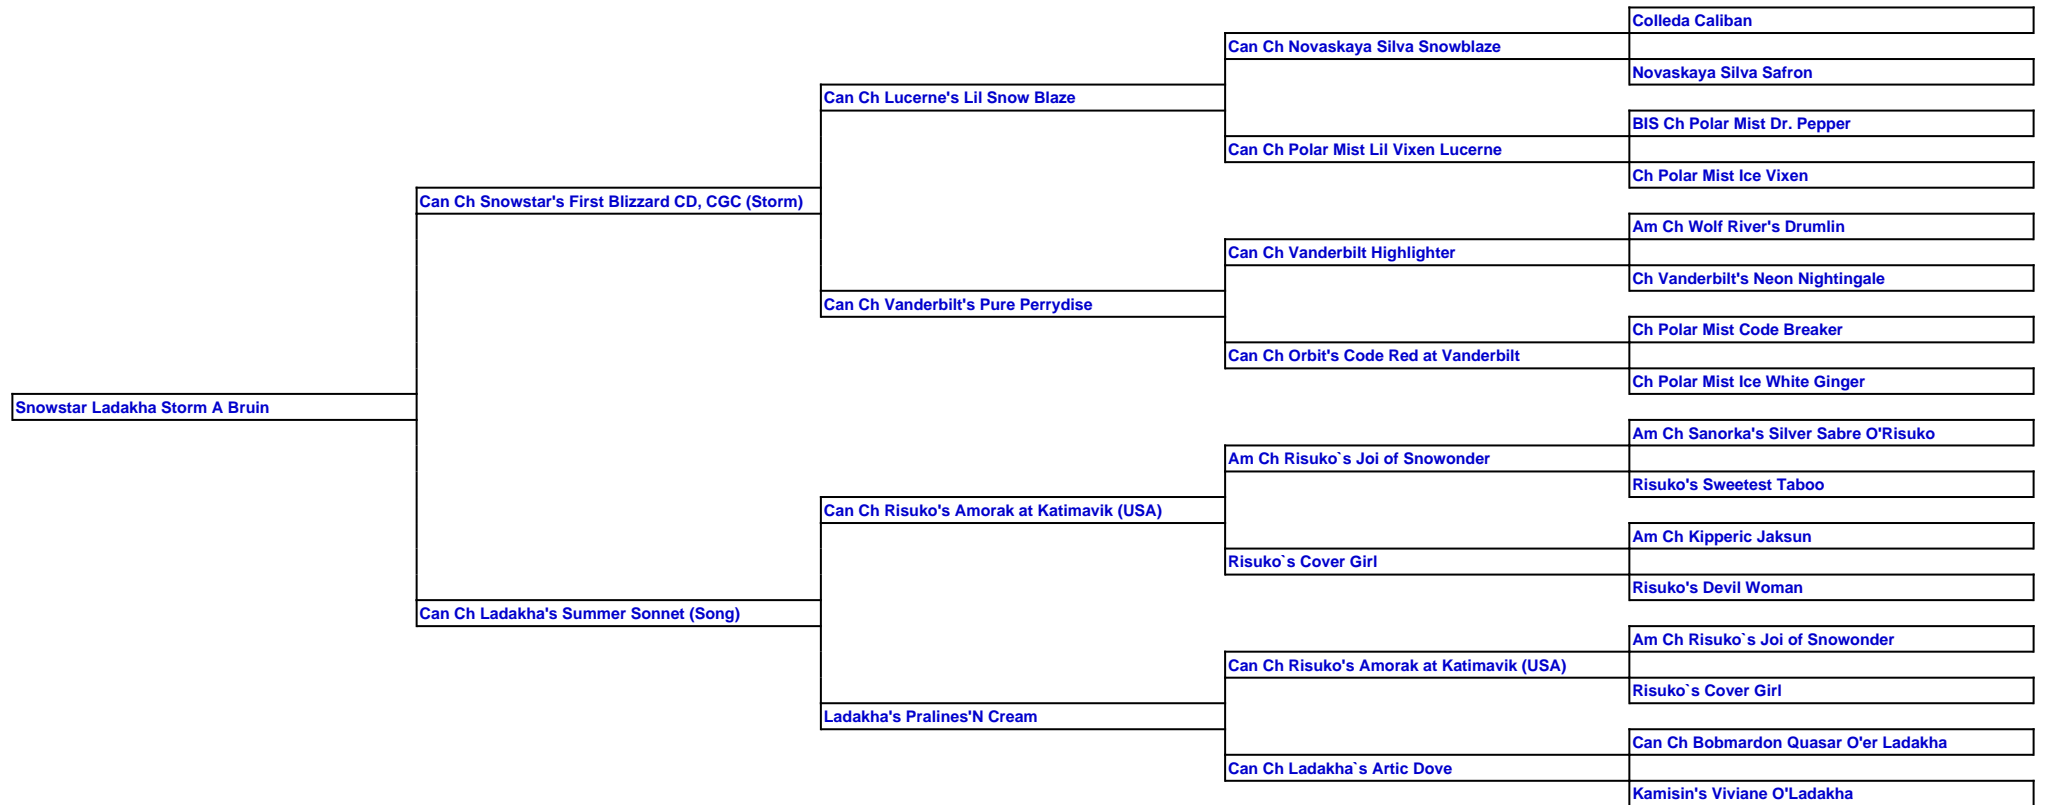 Colleda Caliban
Can Ch Novaskaya Silva Snowblaze
Novaskaya Silva Safron
Can Ch Lucerne's Lil Snow Blaze
BIS Ch Polar Mist Dr. Pepper
Can Ch Polar Mist Lil Vixen Lucerne
Ch Polar Mist Ice Vixen
Can Ch Snowstar's First Blizzard CD, CGC (Storm)
Am Ch Wolf River's Drumlin
Can Ch Vanderbilt Highlighter
Ch Vanderbilt's Neon Nightingale
Can Ch Vanderbilt's Pure Perrydise
Ch Polar Mist Code Breaker
Can Ch Orbit's Code Red at Vanderbilt
Ch Polar Mist Ice White Ginger
Snowstar Ladakha Storm A Bruin
Am Ch Sanorka's Silver Sabre O'Risuko
Am Ch Risuko`s Joi of Snowonder
Risuko's Sweetest Taboo
Can Ch Risuko's Amorak at Katimavik (USA)
Am Ch Kipperic Jaksun
Risuko`s Cover Girl
Risuko's Devil Woman
Can Ch Ladakha's Summer Sonnet (Song)
Am Ch Risuko`s Joi of Snowonder
Can Ch Risuko's Amorak at Katimavik (USA)
Risuko`s Cover Girl
Ladakha's Pralines'N Cream
Can Ch Bobmardon Quasar O'er Ladakha
Can Ch Ladakha`s Artic Dove
Kamisin's Viviane O'Ladakha